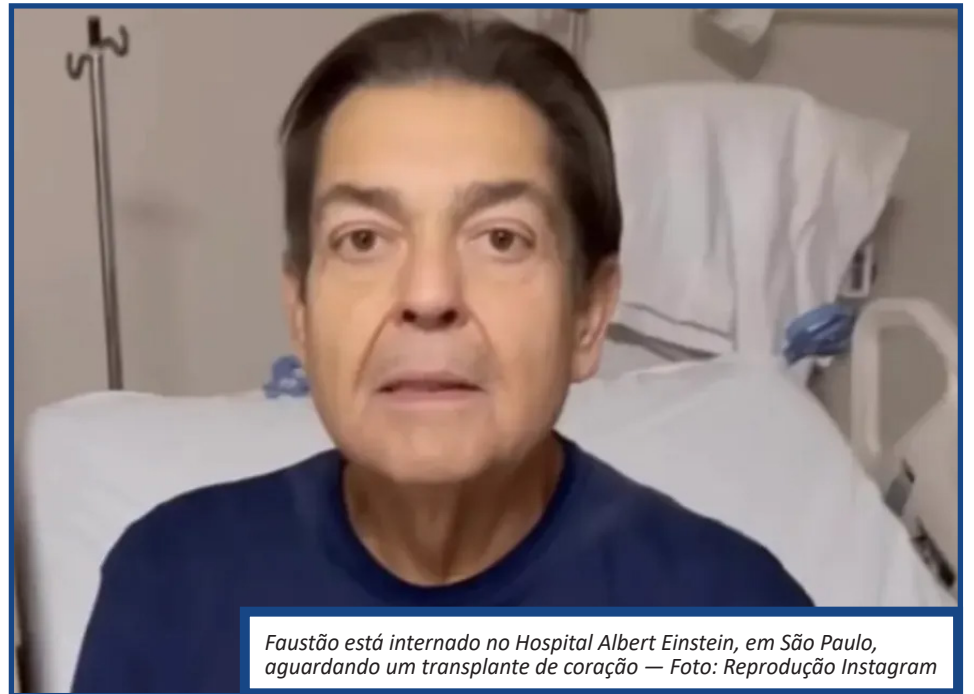 Faustão está internado no Hospital Albert Einstein, em São Paulo,
aguardando um transplante de coração — Foto: Reprodução Instagram